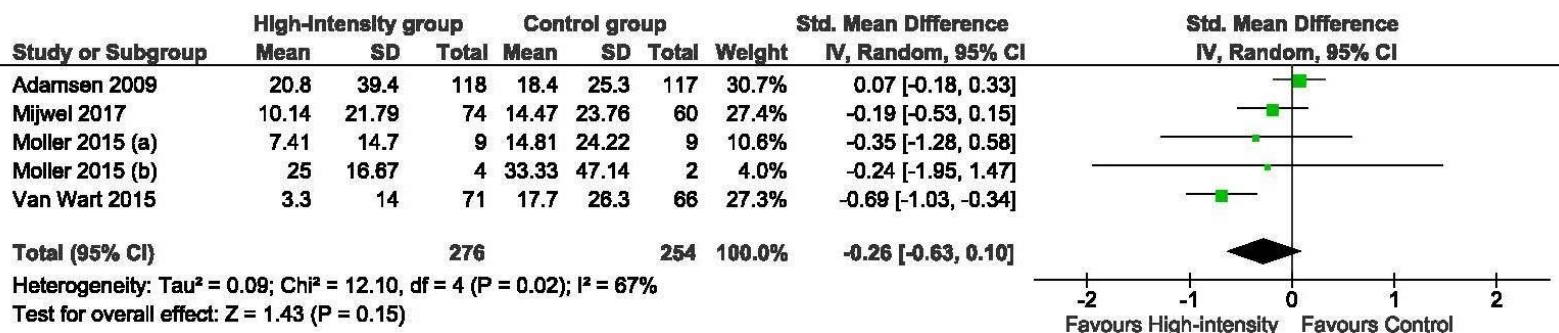 High-Intensity group Control group Std. Mean Difference Std. Mean Difference
Study or Subgroup Mean SD Total Mean SD Total Weight IV, Random, 95% CI IV, Random, 95% CI
Adamsen 2009 20.8 39.4 118 18.4 25.3 117 30.7% 0.07 [-0.18, 0.33]
Mijwel 2017 10.14 21.79 74 14.47 23.76 60 27.4% -0.19 [-0.53, 0.15]
Moller 2015 (a) 7.41 14.7 9 14.81 24.22 9 10.6% -0.35 [-1.28, 0.58]
Moller 2015 (b) 25 16.67 4 33.33 47.14 2 4.0% -0.24 [-1.95, 1.47]
Van Wart 2015 3.3 14 71 17.7 26.3 66 27.3% -0.69 [-1.03, -0.34]
Total (95% CI) 276 254 100.0% -0.26 [-0.63, 0.10]
Heterogeneity: Tau² = 0.09; Chi² = 12.10, df = 4 (P = 0.02); I² = 67%
Test for overall effect: Z = 1.43 (P = 0.15)
-2 -1 0 1 2
Favours High-intensity Favours Control